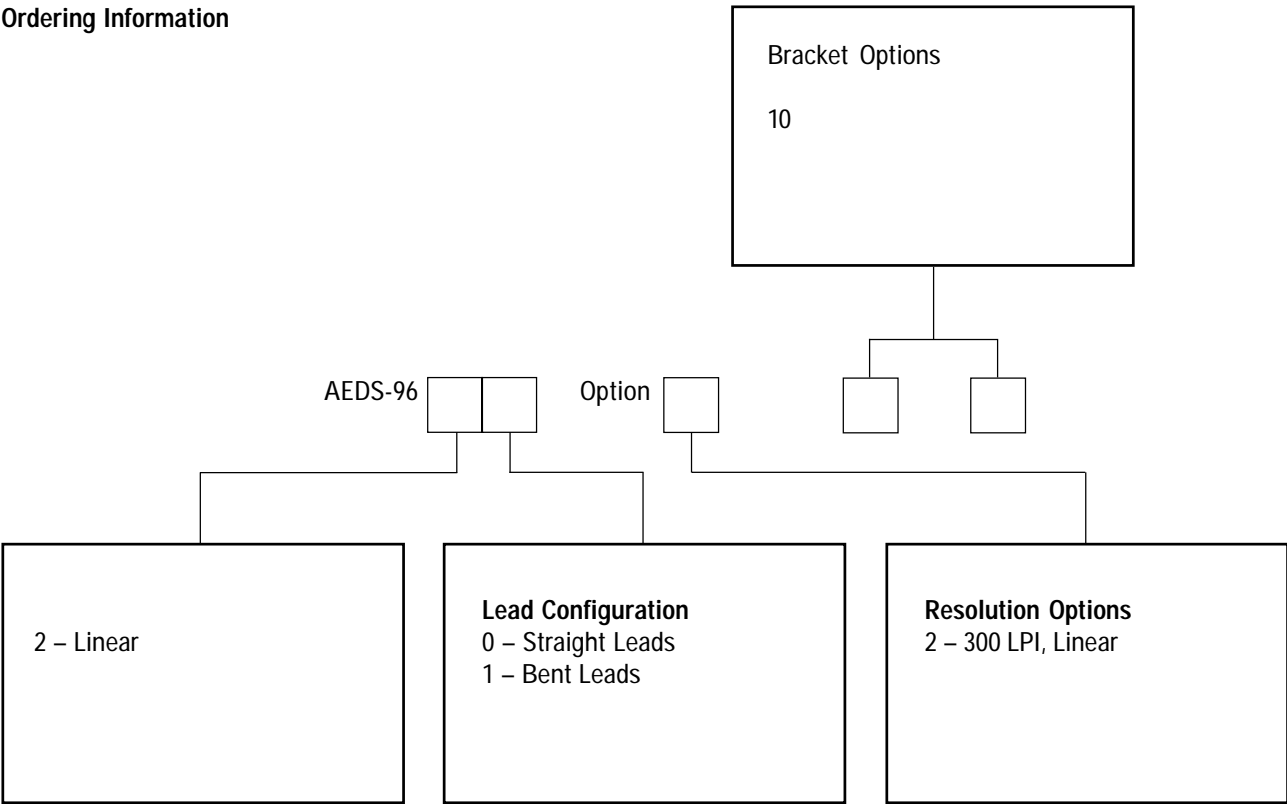 Ordering Information
Bracket Options
10
AEDS-96
Option
2 – Linear
Lead Configuration
0 – Straight Leads
1 – Bent Leads
Resolution Options
2 – 300 LPI, Linear